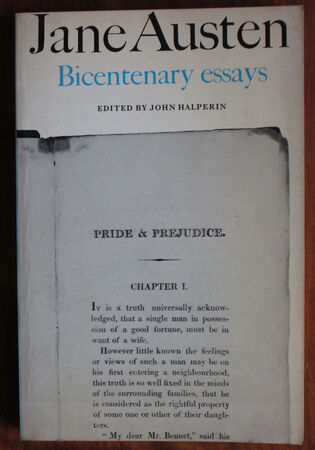 Jane Austen
Bicentenary essays
EDITED BY JOHN HALPERIN
PRIDE & PREJUDICE.
CHAPTER I.
IT is a truth universally acknow-
ledged, that a single man in posses-
sion of a good fortune, must be in
want of a wife.
However little known the feelings
or views of such a man may be on
his first entering a neighbourhood,
this truth is so well fixed in the minds
of the surrounding families, that he
is considered as the rightful property
of some one or other of their daugh-
ters.
"My dear Mr. Bennet," said his